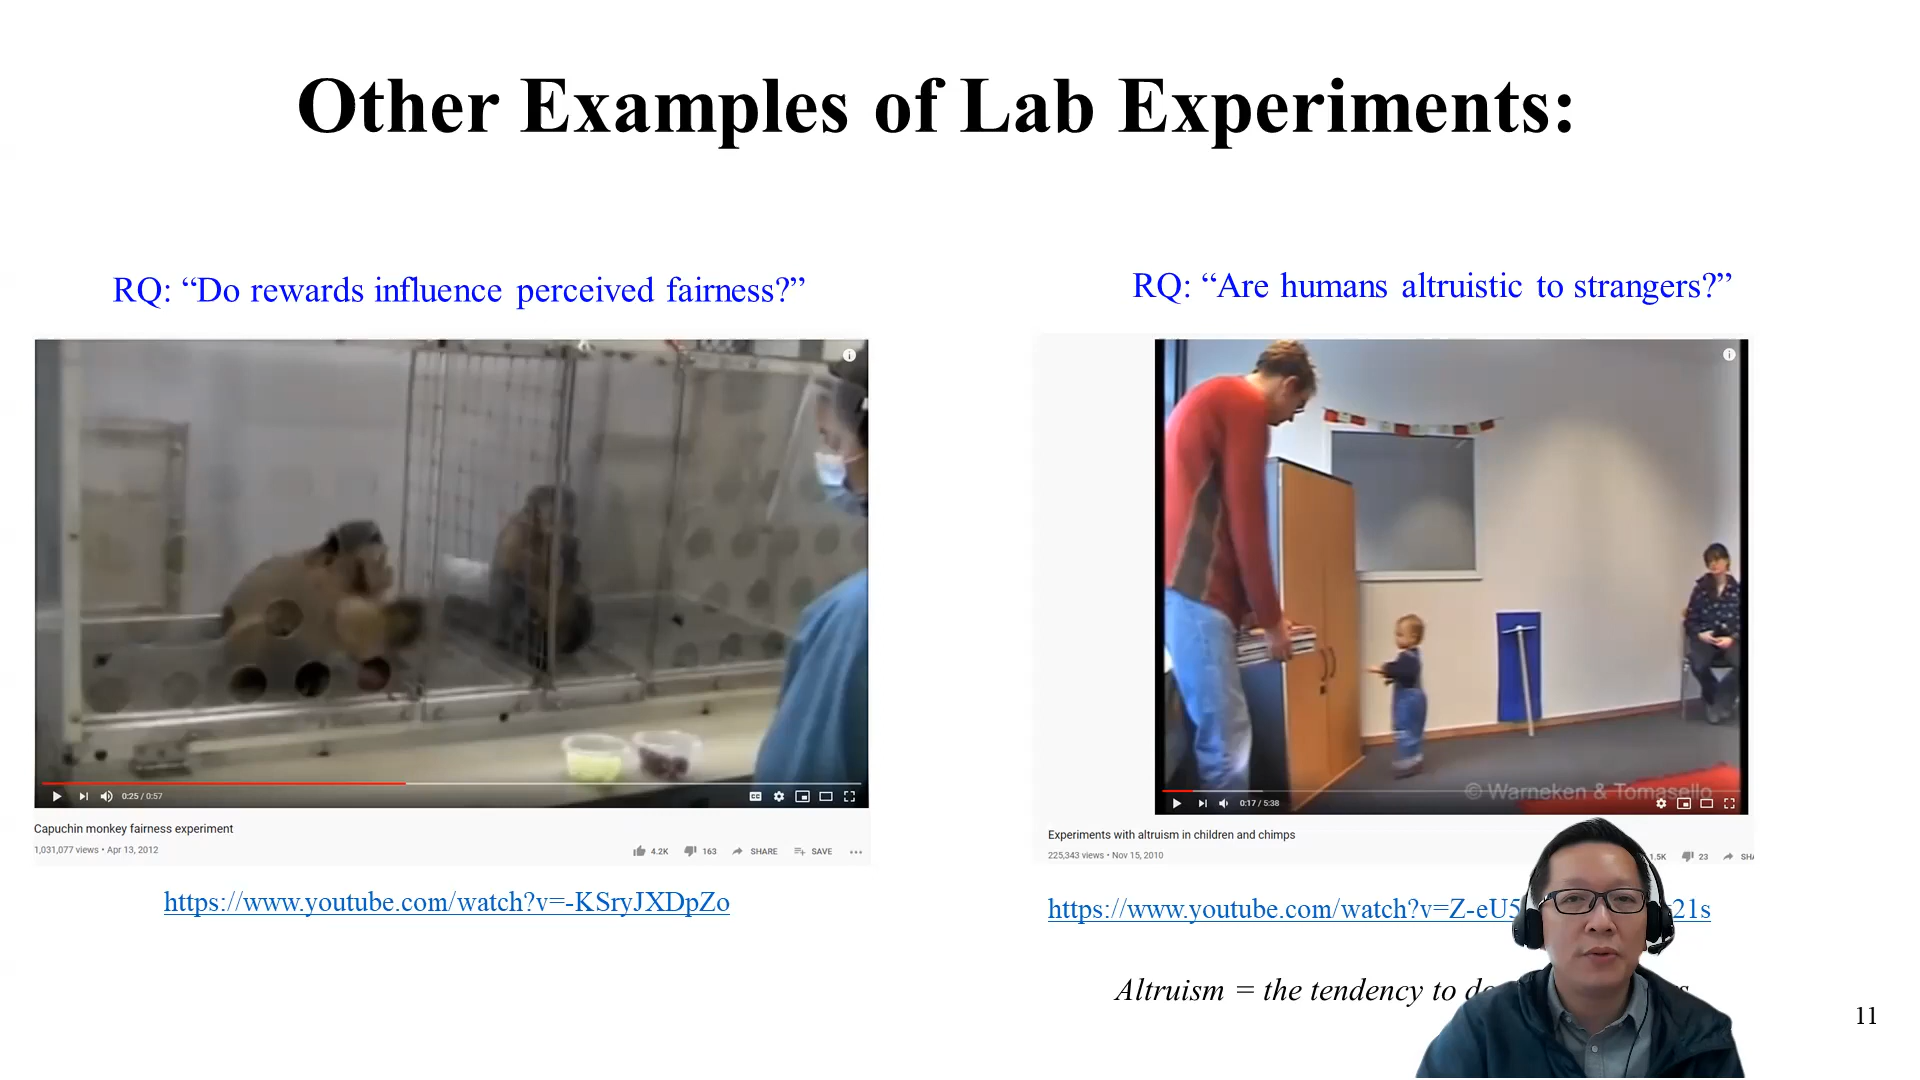 Other Examples of Lab Experiments:
RQ: “Do rewards influence perceived fairness?”
0:25 / 0:57
Capuchin monkey fairness experiment
1,031,077 views • Apr 13, 2012
4.2K 163 SHARE SAVE
https://www.youtube.com/watch?v=-KSryJXDpZo
RQ: “Are humans altruistic to strangers?”
© Warneken & Tomasello
0:17 / 5:38
Experiments with altruism in children and chimps
225,343 views • Nov 15, 2010
1.5K 23
https://www.youtube.com/watch?v=Z-eU5 21s
Altruism = the tendency to
11